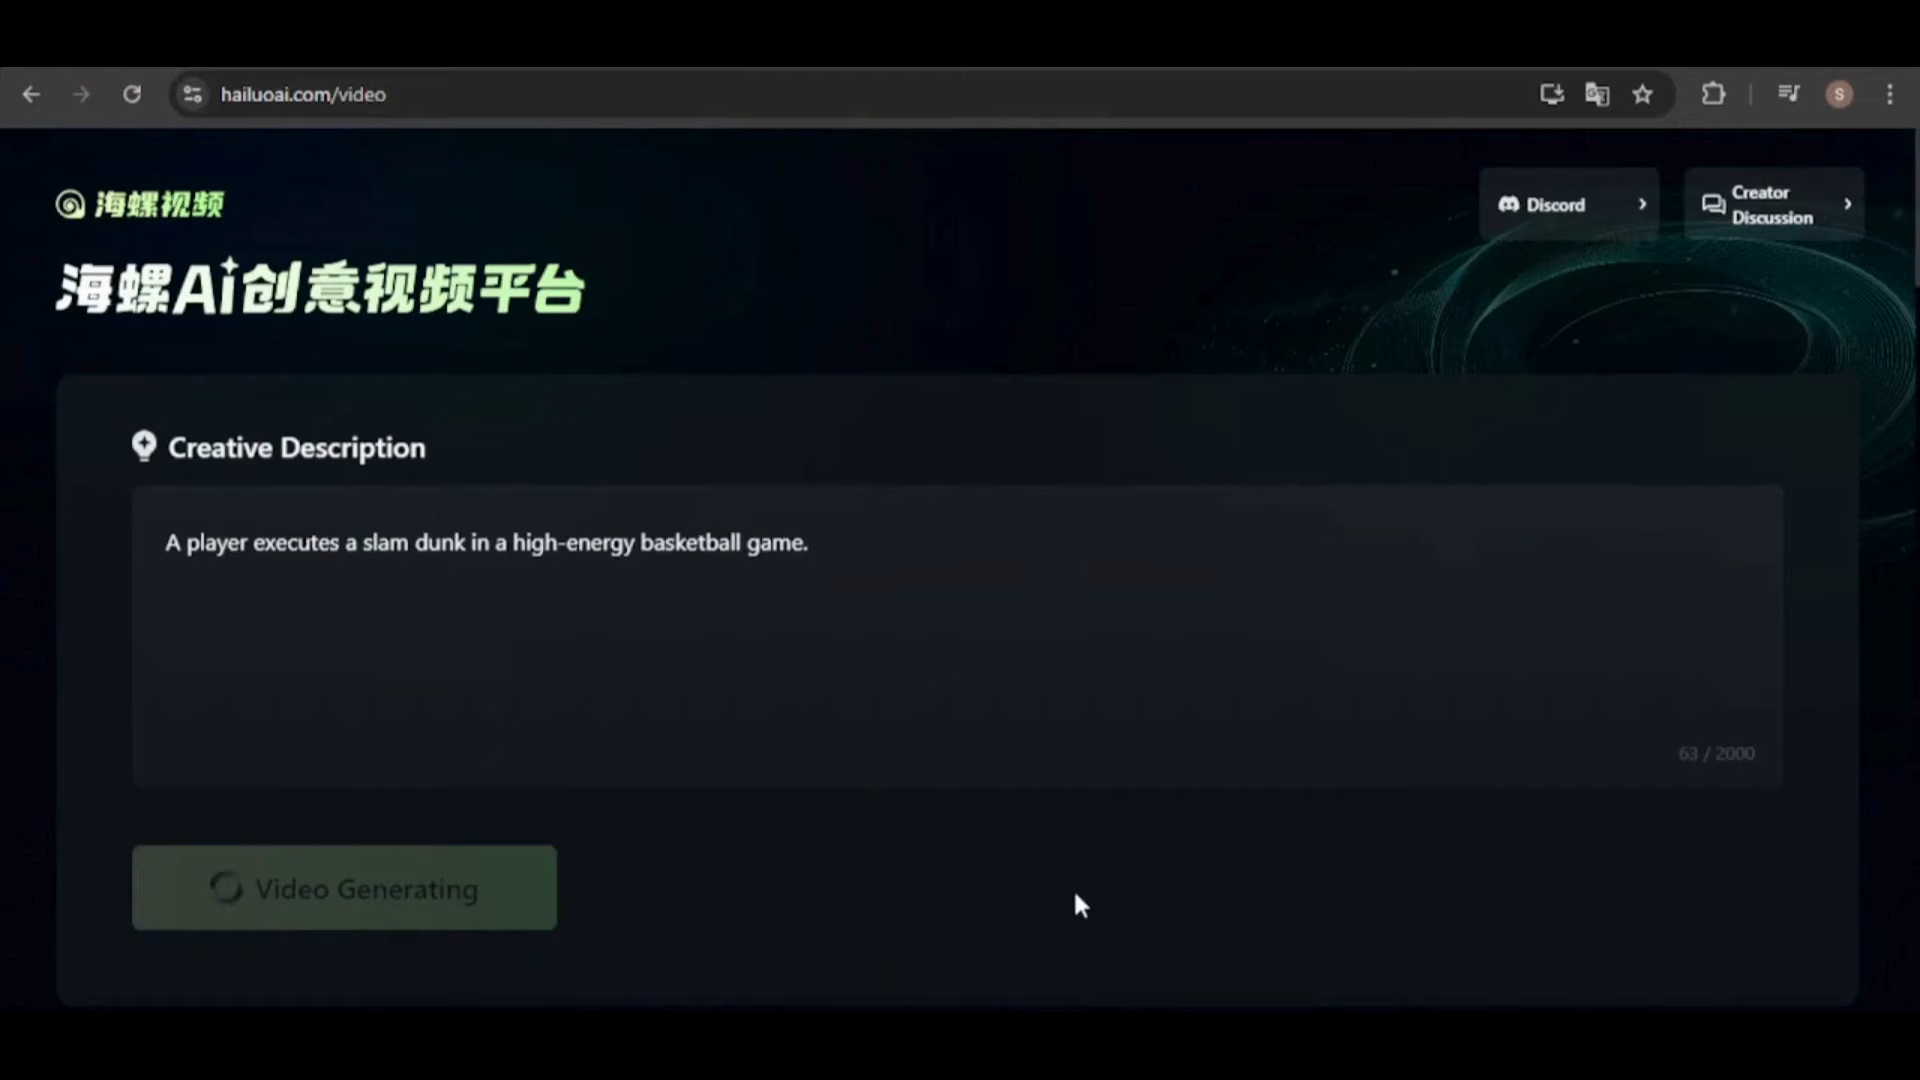 hailuoai.com/video
S
海螺视频
Discord
Creator
Discussion
海螺Ai创意视频平台
Creative Description
A player executes a slam dunk in a high-energy basketball game.
63 / 2000
Video Generating